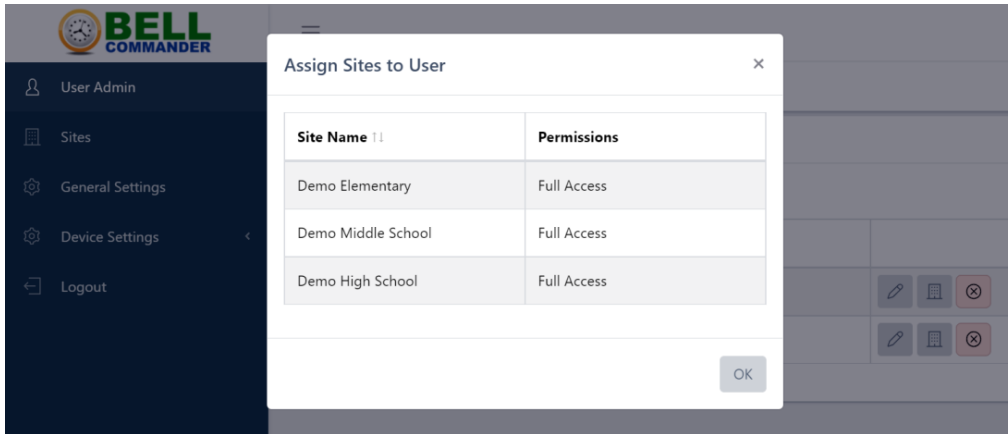 BELL
COMMANDER
User Admin
Sites
General Settings
Device Settings
Logout
Assign Sites to User
Site Name Permissions
Demo Elementary Full Access
Demo Middle School Full Access
Demo High School Full Access
OK